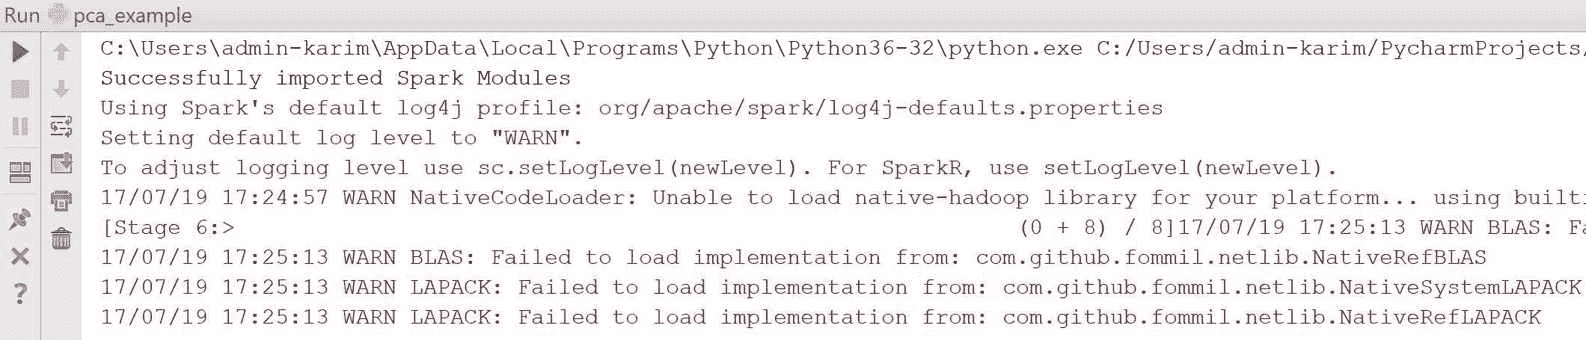 Run pca_example
C:\Users\admin-karim\AppData\Local\Programs\Python\Python36-32\python.exe C:/Users/admin-karim/PycharmProjects/
Successfully imported Spark Modules
Using Spark's default log4j profile: org/apache/spark/log4j-defaults.properties
Setting default log level to "WARN".
To adjust logging level use sc.setLogLevel(newLevel). For SparkR, use setLogLevel(newLevel).
17/07/19 17:24:57 WARN NativeCodeLoader: Unable to load native-hadoop library for your platform... using builti
[Stage 6:> (0 + 8) / 8]17/07/19 17:25:13 WARN BLAS: Fa
17/07/19 17:25:13 WARN BLAS: Failed to load implementation from: com.github.fommil.netlib.NativeRefBLAS
17/07/19 17:25:13 WARN LAPACK: Failed to load implementation from: com.github.fommil.netlib.NativeSystemLAPACK
17/07/19 17:25:13 WARN LAPACK: Failed to load implementation from: com.github.fommil.netlib.NativeRefLAPACK